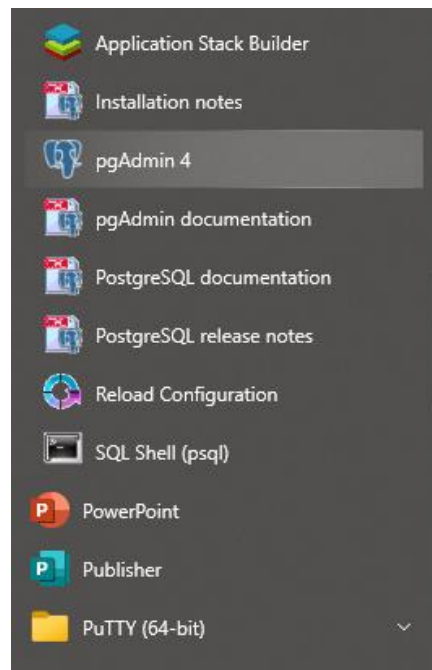 Application Stack Builder
Installation notes
pgAdmin 4
pgAdmin documentation
PostgreSQL documentation
PostgreSQL release notes
Reload Configuration
SQL Shell (psql)
PowerPoint
Publisher
PuTTY (64-bit)